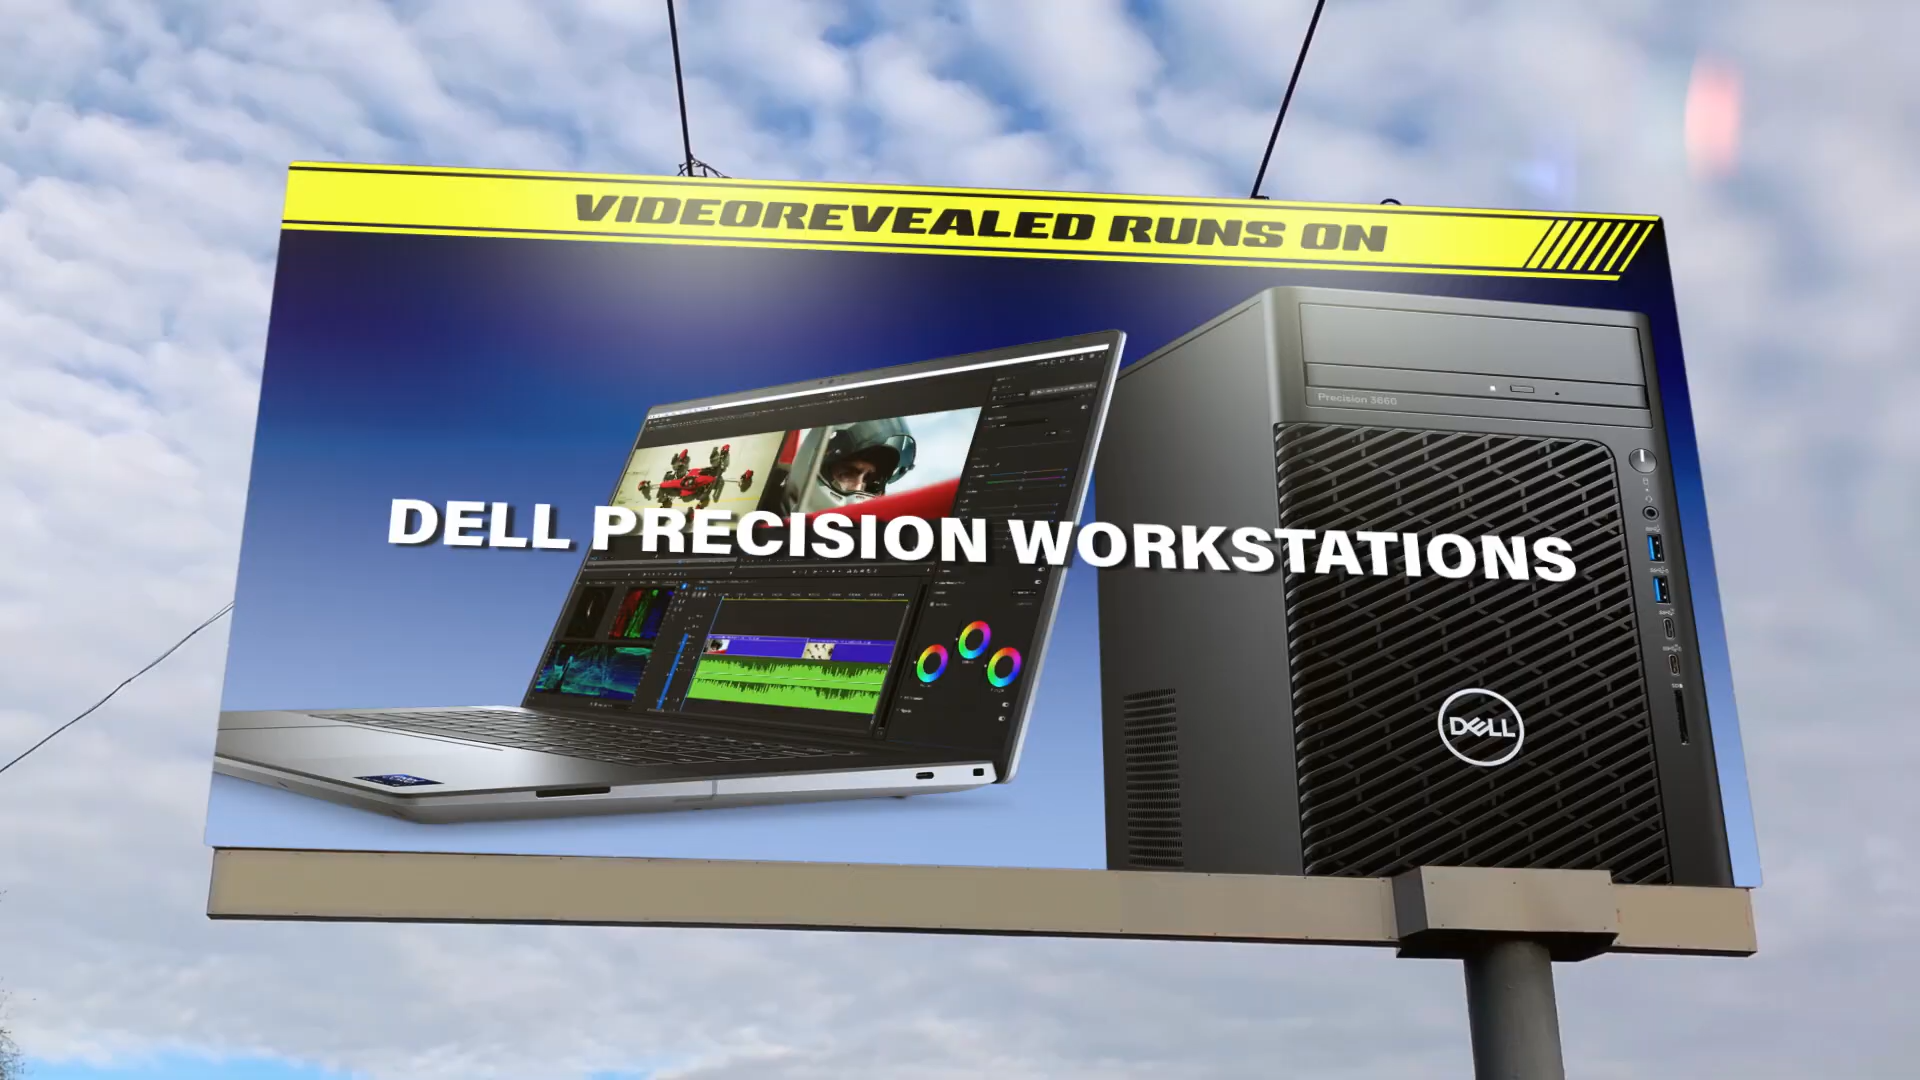 VIDEOREVEALED RUNS ON
Precision 3660
DELL PRECISION WORKSTATIONS
DELL